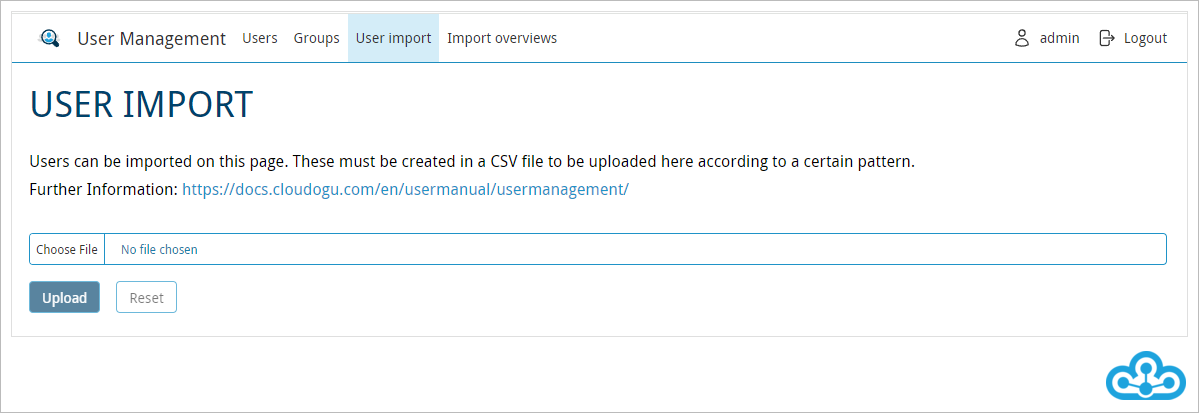 User Management Users Groups User import Import overviews admin Logout
USER IMPORT
Users can be imported on this page. These must be created in a CSV file to be uploaded here according to a certain pattern.
Further Information: https://docs.cloudogu.com/en/usermanual/usermanagement/
Choose File No file chosen
Upload Reset